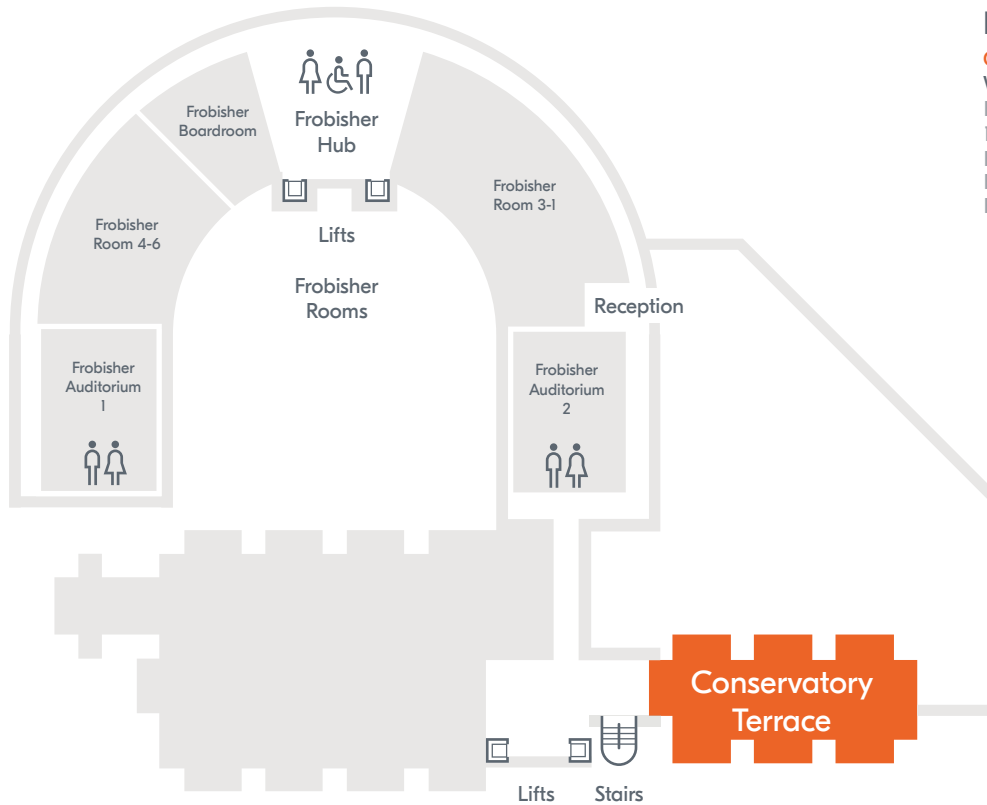 Frobisher
Hub
Frobisher
Boardroom
Frobisher
Room 3-1
Frobisher
Room 4-6
Lifts
Frobisher
Rooms
Reception
Frobisher
Auditorium
1
Frobisher
Auditorium
2
Conservatory
Terrace
Lifts
Stairs